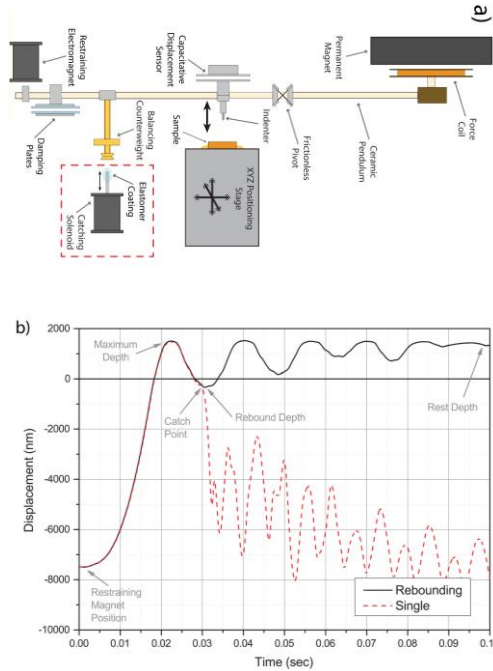 a)
Permanent
Magnet
Force
Coil
Ceramic
Pendulum
Frictionless
Pivot
Indenter
Capacitative
Displacement
Sensor
XYZ Positioning
Stage
Sample
Balancing
Counterweight
Elastomer
Coating
Catching
Solenoid
Damping
Plates
Restraining
Electromagnet
b)
2000
0
-2000
-4000
-6000
-8000
-10000
Displacement (nm)
Maximum
Depth
Catch
Point
Rebound Depth
Rest Depth
Restraining
Magnet
Position
Rebounding
Single
0.00
0.01
0.02
0.03
0.04
0.05
0.06
0.07
0.08
0.09
0.1
Time (sec)